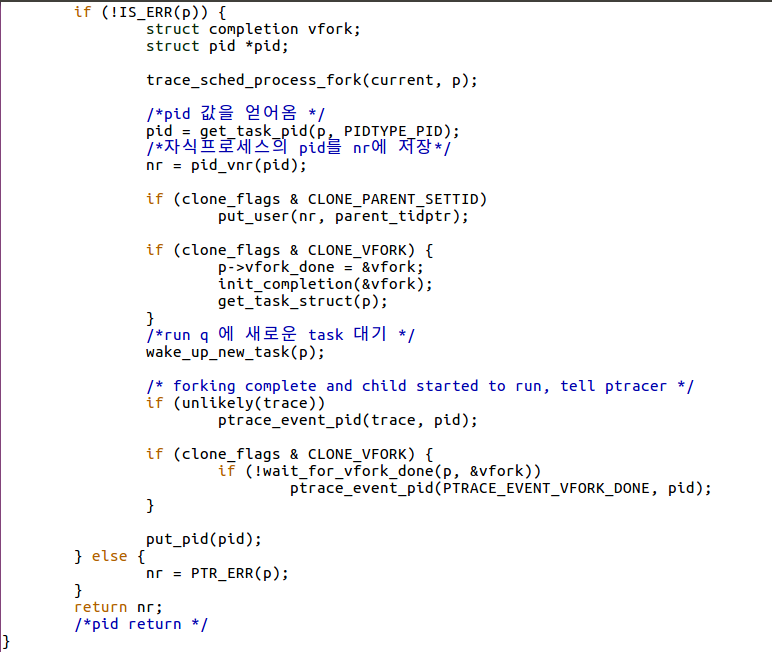 if (!IS_ERR(p)) {
struct completion vfork;
struct pid *pid;
trace_sched_process_fork(current, p);
/*pid 값을 얻어옴 */
pid = get_task_pid(p, PIDTYPE_PID);
/*자식프로세스의 pid를 nr에 저장*/
nr = pid_vnr(pid);
if (clone_flags & CLONE_PARENT_SETTID)
put_user(nr, parent_tidptr);
if (clone_flags & CLONE_VFORK) {
p->vfork_done = &vfork;
init_completion(&vfork);
get_task_struct(p);
}
/*run q 에 새로운 task 대기 */
wake_up_new_task(p);
/* forking complete and child started to run, tell ptracer */
if (unlikely(trace))
ptrace_event_pid(trace, pid);
if (clone_flags & CLONE_VFORK) {
if (!wait_for_vfork_done(p, &vfork))
ptrace_event_pid(PTRACE_EVENT_VFORK_DONE, pid);
}
put_pid(pid);
} else {
nr = PTR_ERR(p);
}
return nr;
/*pid return */
}